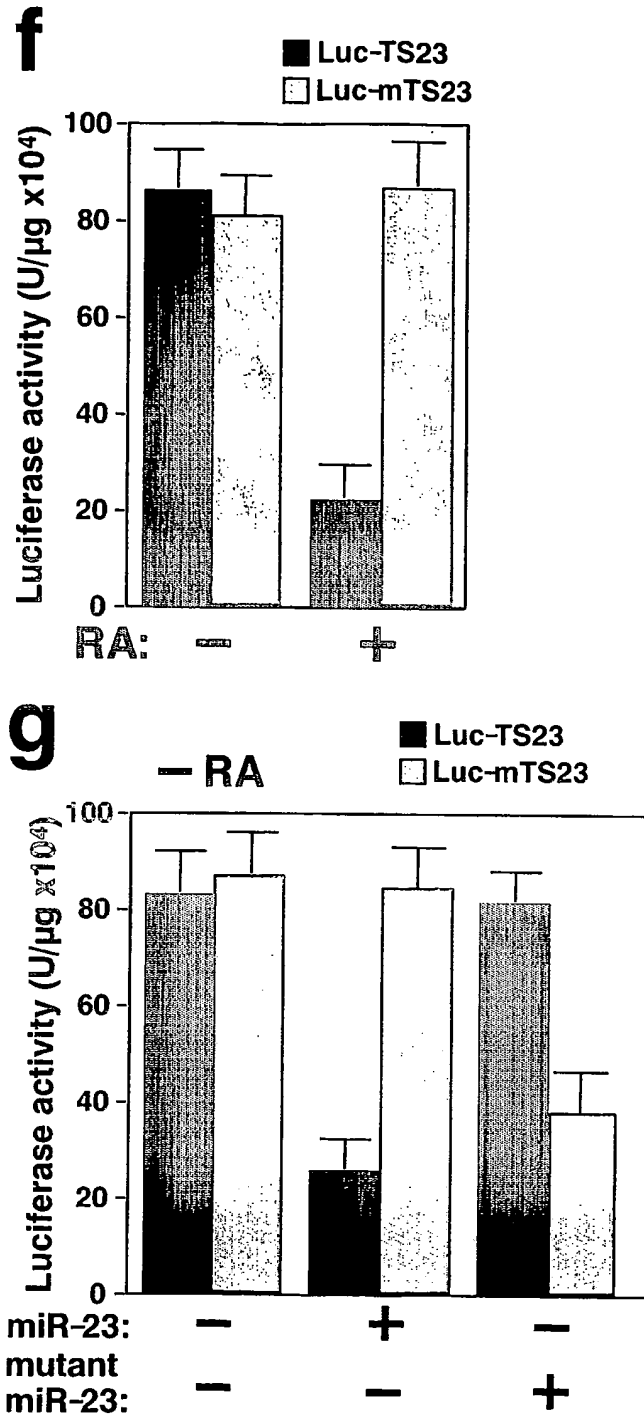 f
Luc-TS23
Luc-mTS23
Luciferase activity (U/µg x10⁴)
100
80
60
40
20
0
RA: − +
g
Luc-TS23
Luc-mTS23
− RA
Luciferase activity (U/µg x10⁴)
100
80
60
40
20
0
miR-23: − + −
mutant
miR-23: − − +